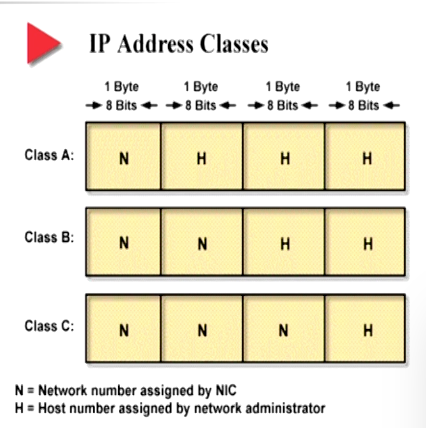 IP Address Classes
1 Byte 1 Byte 1 Byte 1 Byte
8 Bits 8 Bits 8 Bits 8 Bits
Class A: N H H H
Class B: N N H H
Class C: N N N H
N = Network number assigned by NIC
H = Host number assigned by network administrator